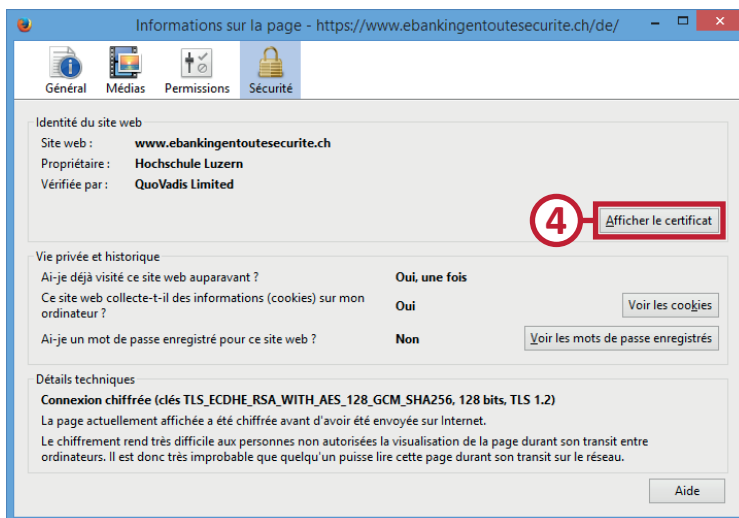 Informations sur la page - https://www.ebankingentoutesecurite.ch/de/
Général Médias Permissions Sécurité
Identité du site web
Site web : www.ebankingentoutesecurite.ch
Propriétaire : Hochschule Luzern
Vérifiée par : QuoVadis Limited
4 Afficher le certificat
Vie privée et historique
Ai-je déjà visité ce site web auparavant ? Oui, une fois
Ce site web collecte-t-il des informations (cookies) sur mon
ordinateur ? Oui Voir les cookies
Ai-je un mot de passe enregistré pour ce site web ? Non Voir les mots de passe enregistrés
Détails techniques
Connexion chiffrée (clés TLS_ECDHE_RSA_WITH_AES_128_GCM_SHA256, 128 bits, TLS 1.2)
La page actuellement affichée a été chiffrée avant d'avoir été envoyée sur Internet.
Le chiffrement rend très difficile aux personnes non autorisées la visualisation de la page durant son transit entre
ordinateurs. Il est donc très improbable que quelqu'un puisse lire cette page durant son transit sur le réseau.
Aide